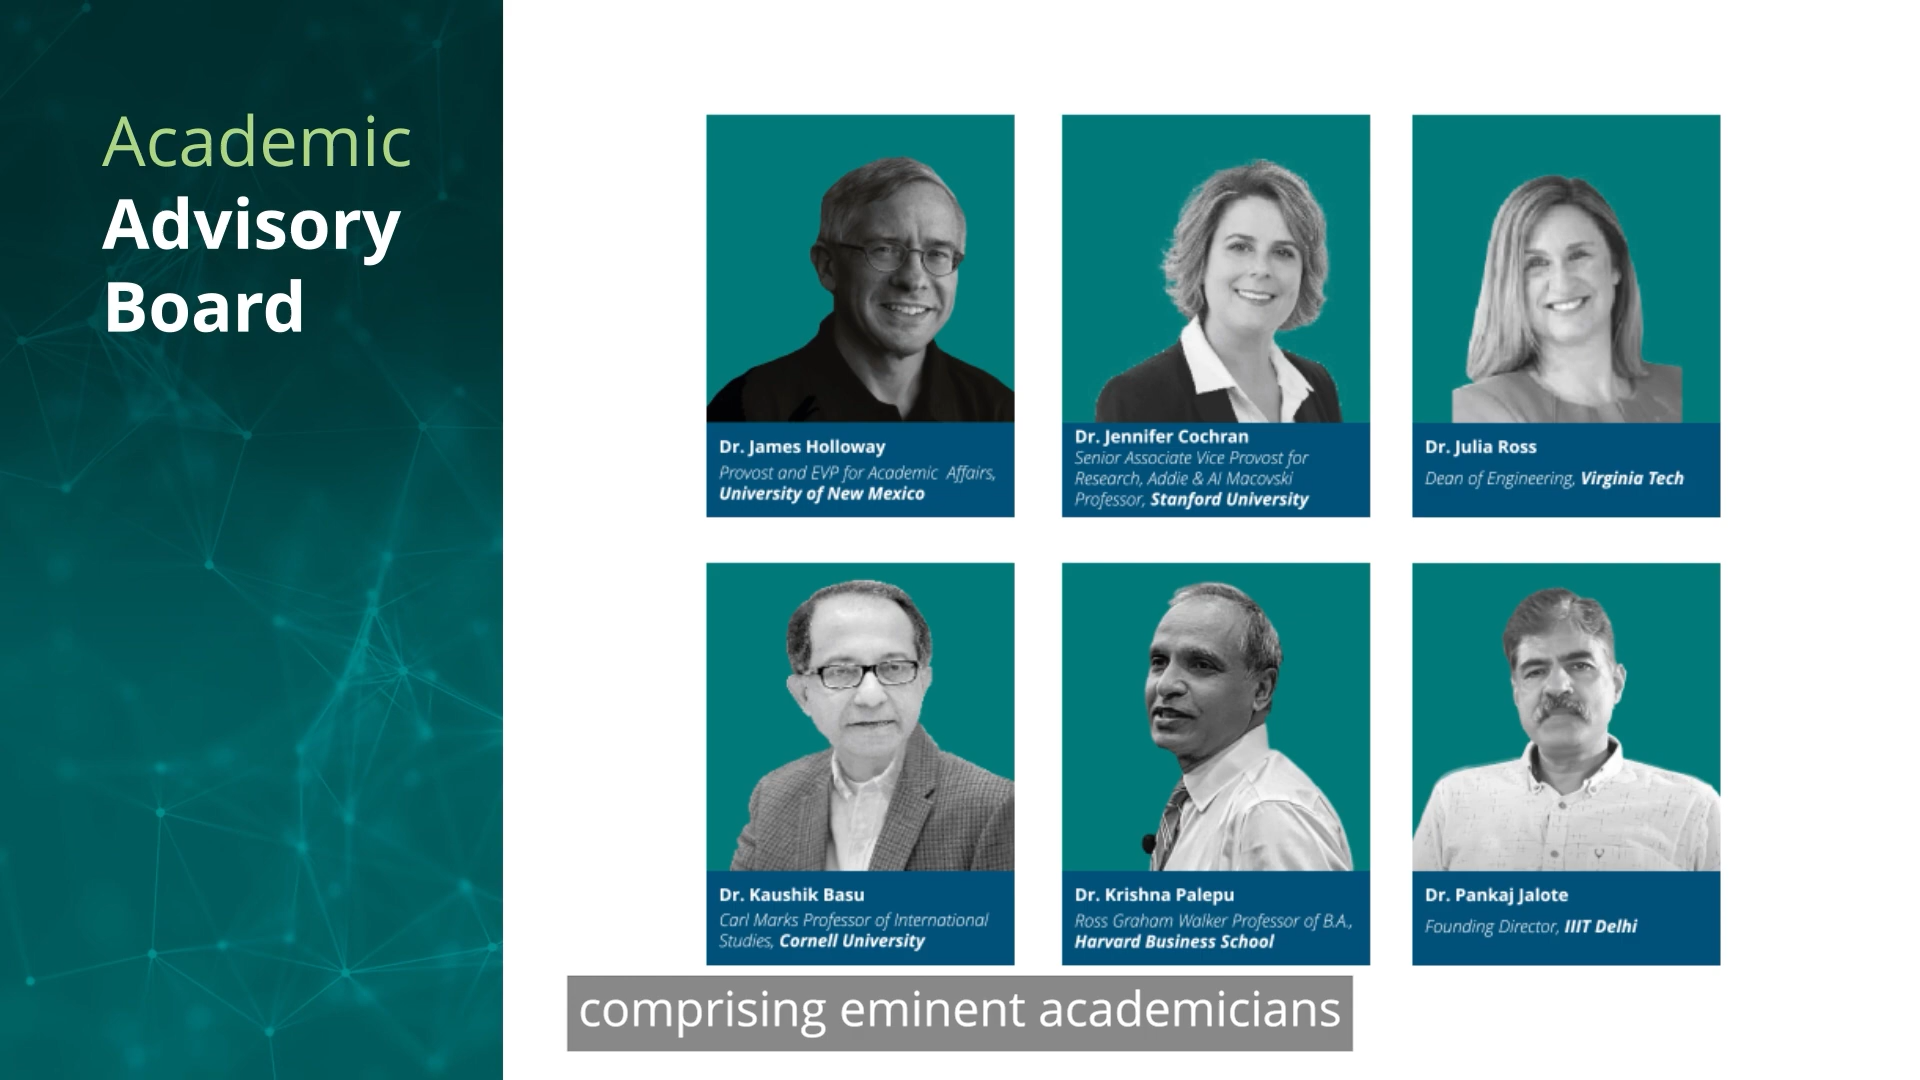 Academic
Advisory
Board
Dr. James Holloway
Provost and EVP for Academic Affairs,
University of New Mexico
Dr. Jennifer Cochran
Senior Associate Vice Provost for
Research, Addie & Al Macovski
Professor, Stanford University
Dr. Julia Ross
Dean of Engineering, Virginia Tech
Dr. Kaushik Basu
Carl Marks Professor of International
Studies, Cornell University
Dr. Krishna Palepu
Ross Graham Walker Professor of B.A.,
Harvard Business School
Dr. Pankaj Jalote
Founding Director, IIIT Delhi
comprising eminent academicians